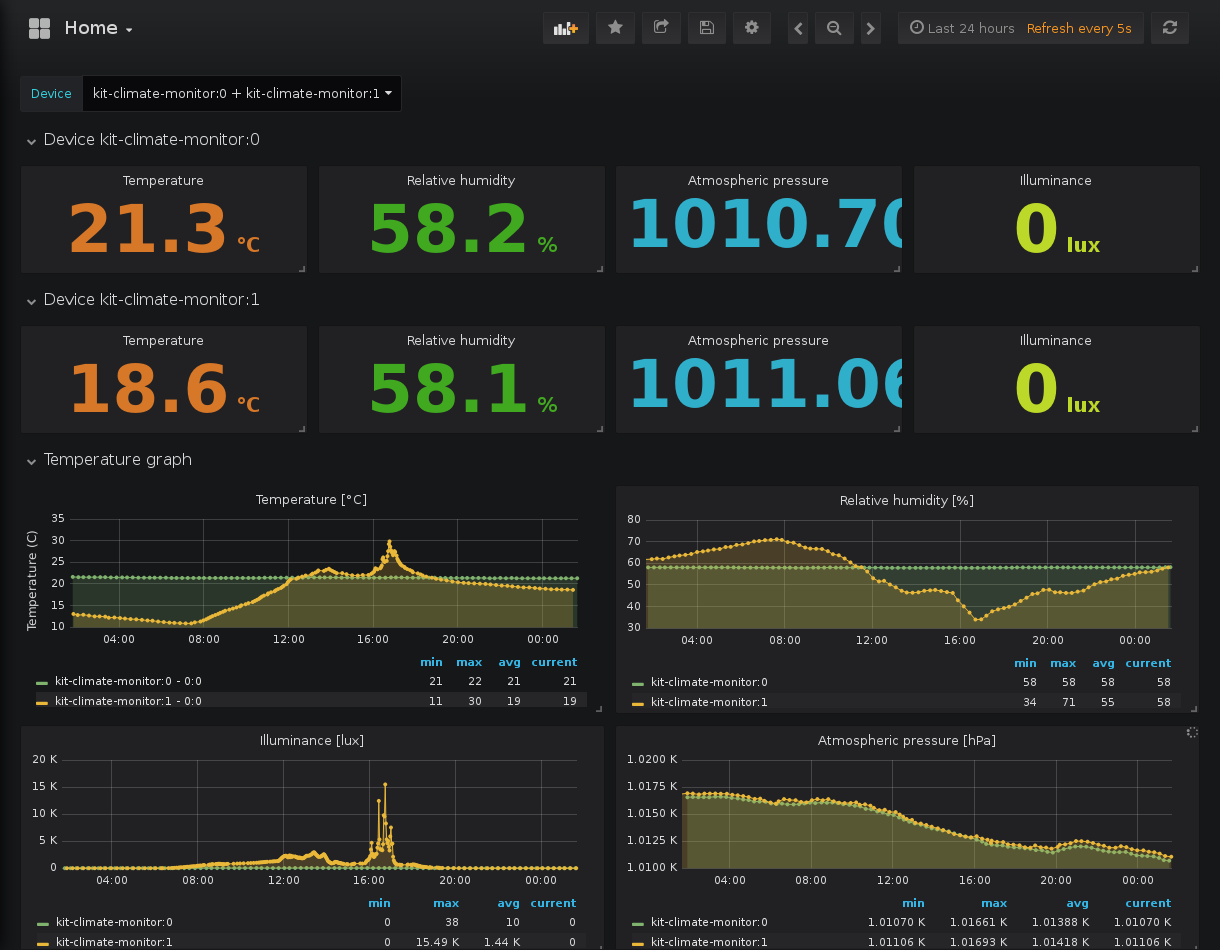 Home
Last 24 hours Refresh every 5s
Device kit-climate-monitor:0 + kit-climate-monitor:1
Device kit-climate-monitor:0
Temperature Relative humidity Atmospheric pressure Illuminance
21.3 °C 58.2 % 1010.70 0 lux
Device kit-climate-monitor:1
Temperature Relative humidity Atmospheric pressure Illuminance
18.6 °C 58.1 % 1011.06 0 lux
Temperature graph
Temperature [°C]
Temperature (C)
35
30
25
20
15
10
04:00 08:00 12:00 16:00 20:00 00:00
min max avg current
kit-climate-monitor:0 - 0:0 21 22 21 21
kit-climate-monitor:1 - 0:0 11 30 19 19
Relative humidity [%]
80
70
60
50
40
30
04:00 08:00 12:00 16:00 20:00 00:00
min max avg current
kit-climate-monitor:0 58 58 58 58
kit-climate-monitor:1 34 71 55 58
Illuminance [lux]
20 K
15 K
10 K
5 K
0
04:00 08:00 12:00 16:00 20:00 00:00
min max avg current
kit-climate-monitor:0 0 38 10 0
kit-climate-monitor:1 0 15.49 K 1.44 K 0
Atmospheric pressure [hPa]
1.0200 K
1.0175 K
1.0150 K
1.0125 K
1.0100 K
04:00 08:00 12:00 16:00 20:00 00:00
min max avg current
kit-climate-monitor:0 1.01070 K 1.01661 K 1.01388 K 1.01070 K
kit-climate-monitor:1 1.01106 K 1.01693 K 1.01418 K 1.01106 K